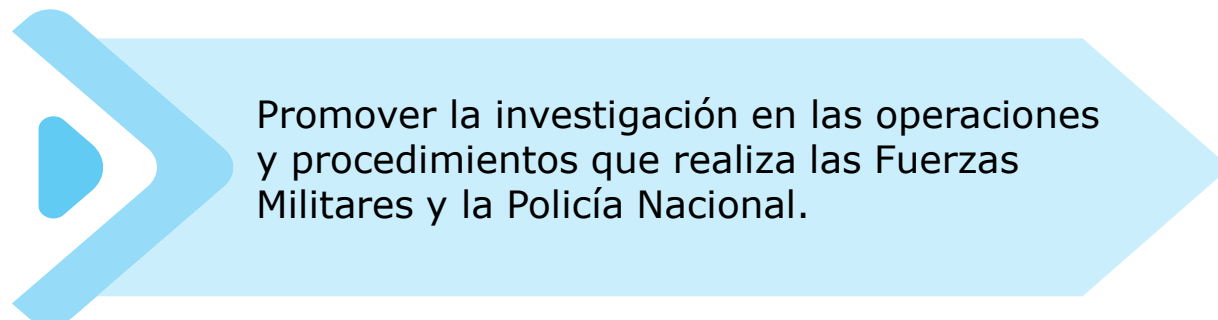 Promover la investigación en las operaciones
y procedimientos que realiza las Fuerzas
Militares y la Policía Nacional.